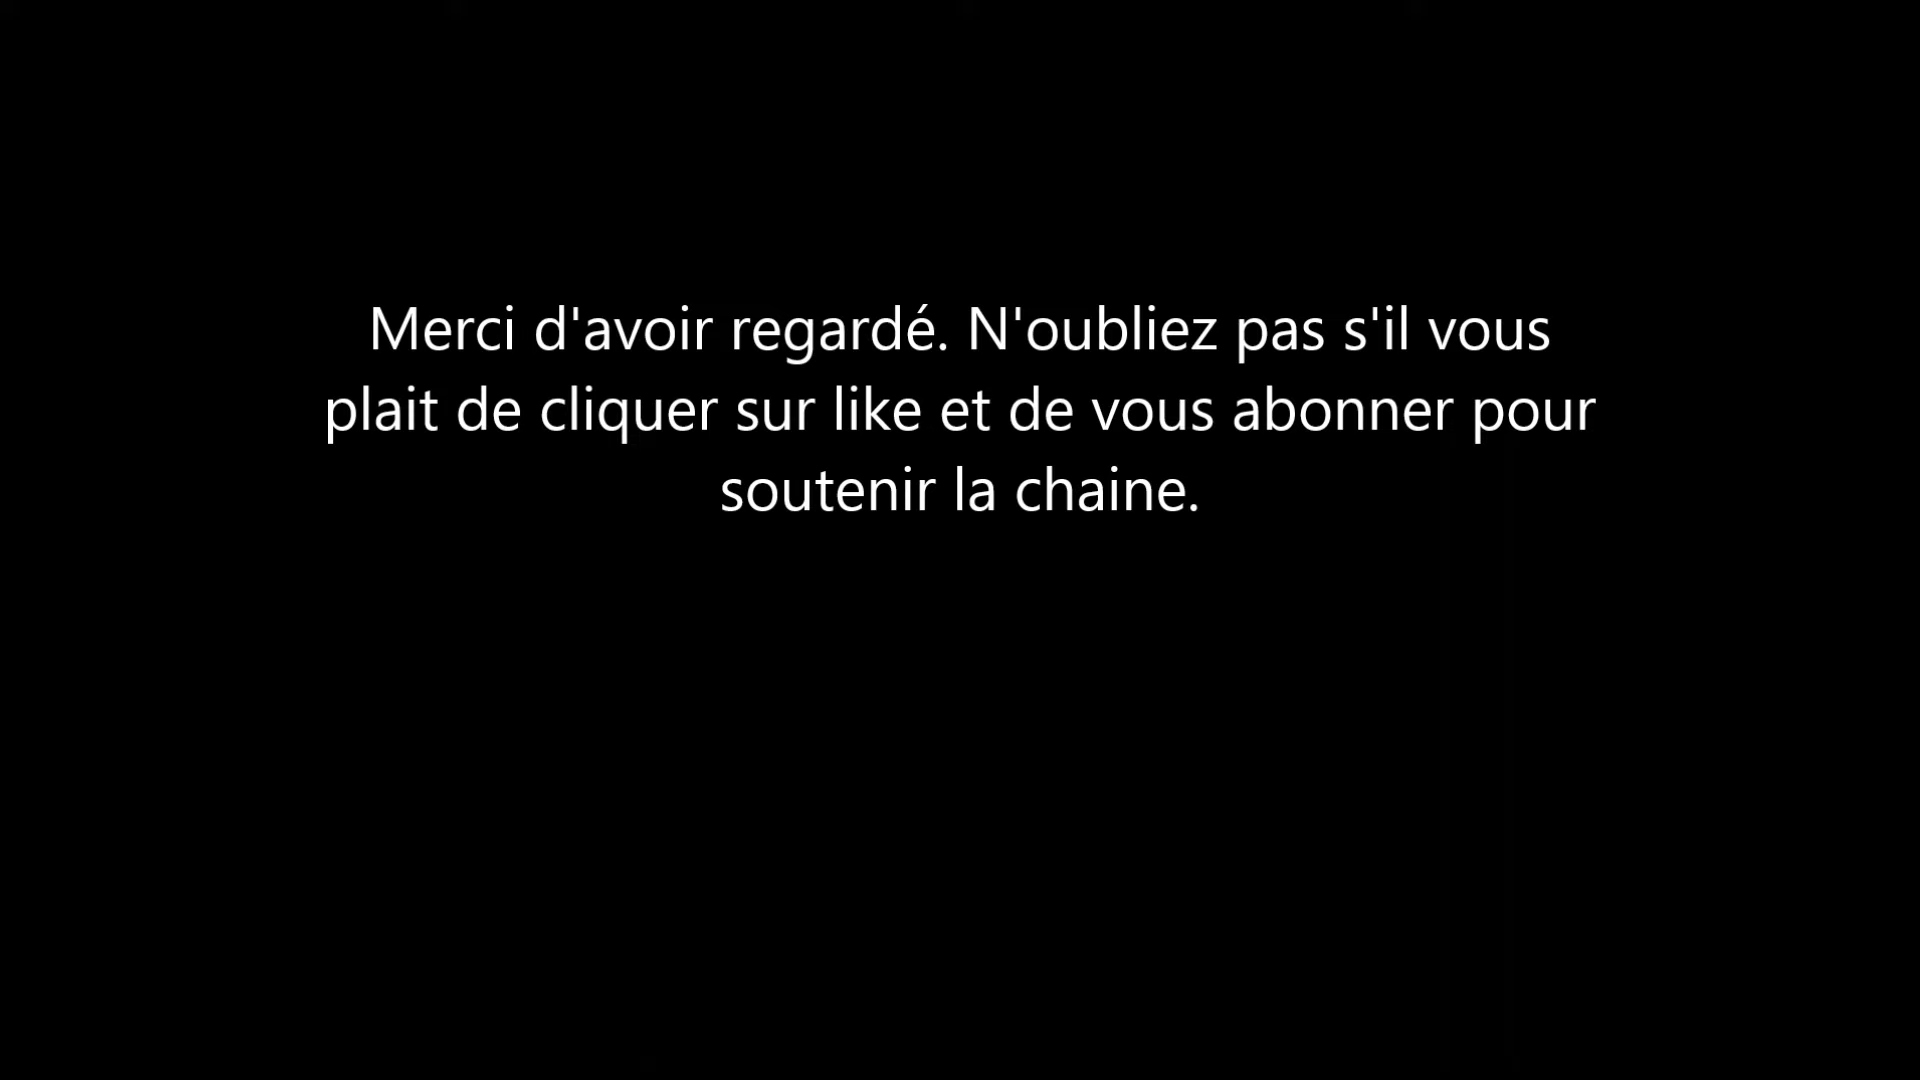 Merci d'avoir regardé. N'oubliez pas s'il vous
plait de cliquer sur like et de vous abonner pour
soutenir la chaine.